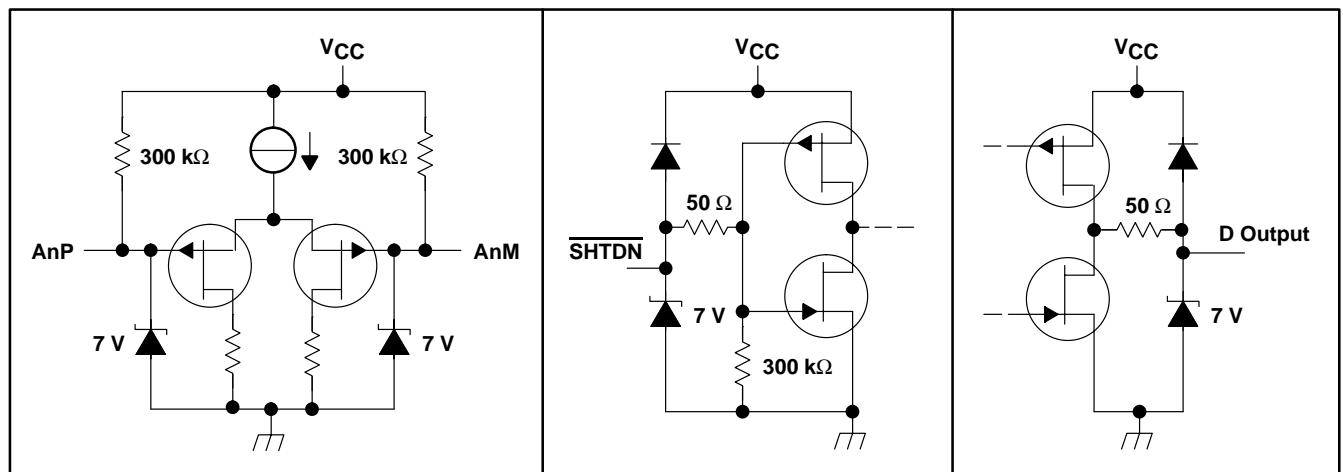 VCC
300 kΩ
300 kΩ
AnP
AnM
7 V
7 V
VCC
50 Ω
SHTDN
7 V
300 kΩ
VCC
50 Ω
D Output
7 V